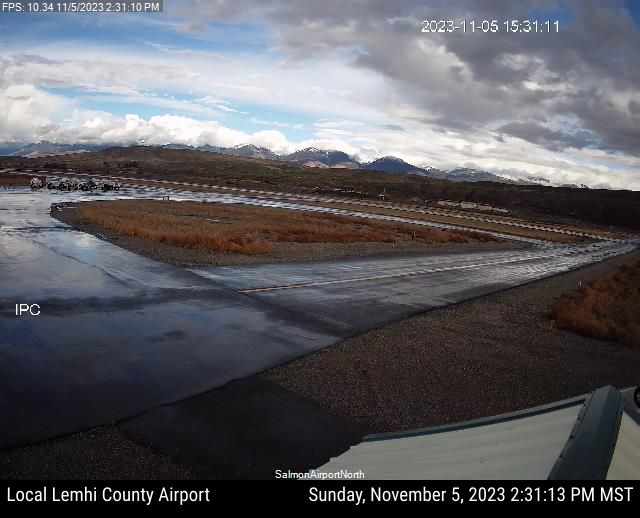 FPS: 10.34 11/5/2023 2:31:10 PM
2023-11-05 15:31:11
IPC
SalmonAirportNorth
Local Lemhi County Airport Sunday, November 5, 2023 2:31:13 PM MST